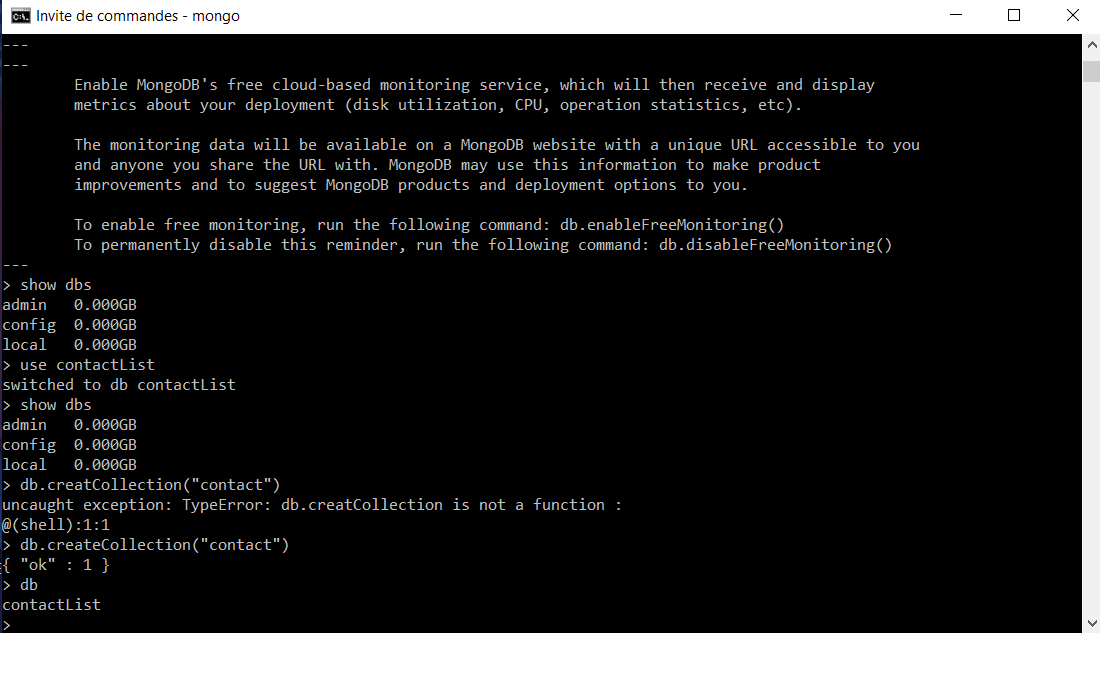 Invite de commandes - mongo
---
---
Enable MongoDB's free cloud-based monitoring service, which will then receive and display
metrics about your deployment (disk utilization, CPU, operation statistics, etc).
The monitoring data will be available on a MongoDB website with a unique URL accessible to you
and anyone you share the URL with. MongoDB may use this information to make product
improvements and to suggest MongoDB products and deployment options to you.
To enable free monitoring, run the following command: db.enableFreeMonitoring()
To permanently disable this reminder, run the following command: db.disableFreeMonitoring()
---
> show dbs
admin   0.000GB
config  0.000GB
local   0.000GB
> use contactList
switched to db contactList
> show dbs
admin   0.000GB
config  0.000GB
local   0.000GB
> db.creatCollection("contact")
uncaught exception: TypeError: db.creatCollection is not a function :
@(shell):1:1
> db.createCollection("contact")
{ "ok" : 1 }
> db
contactList
>